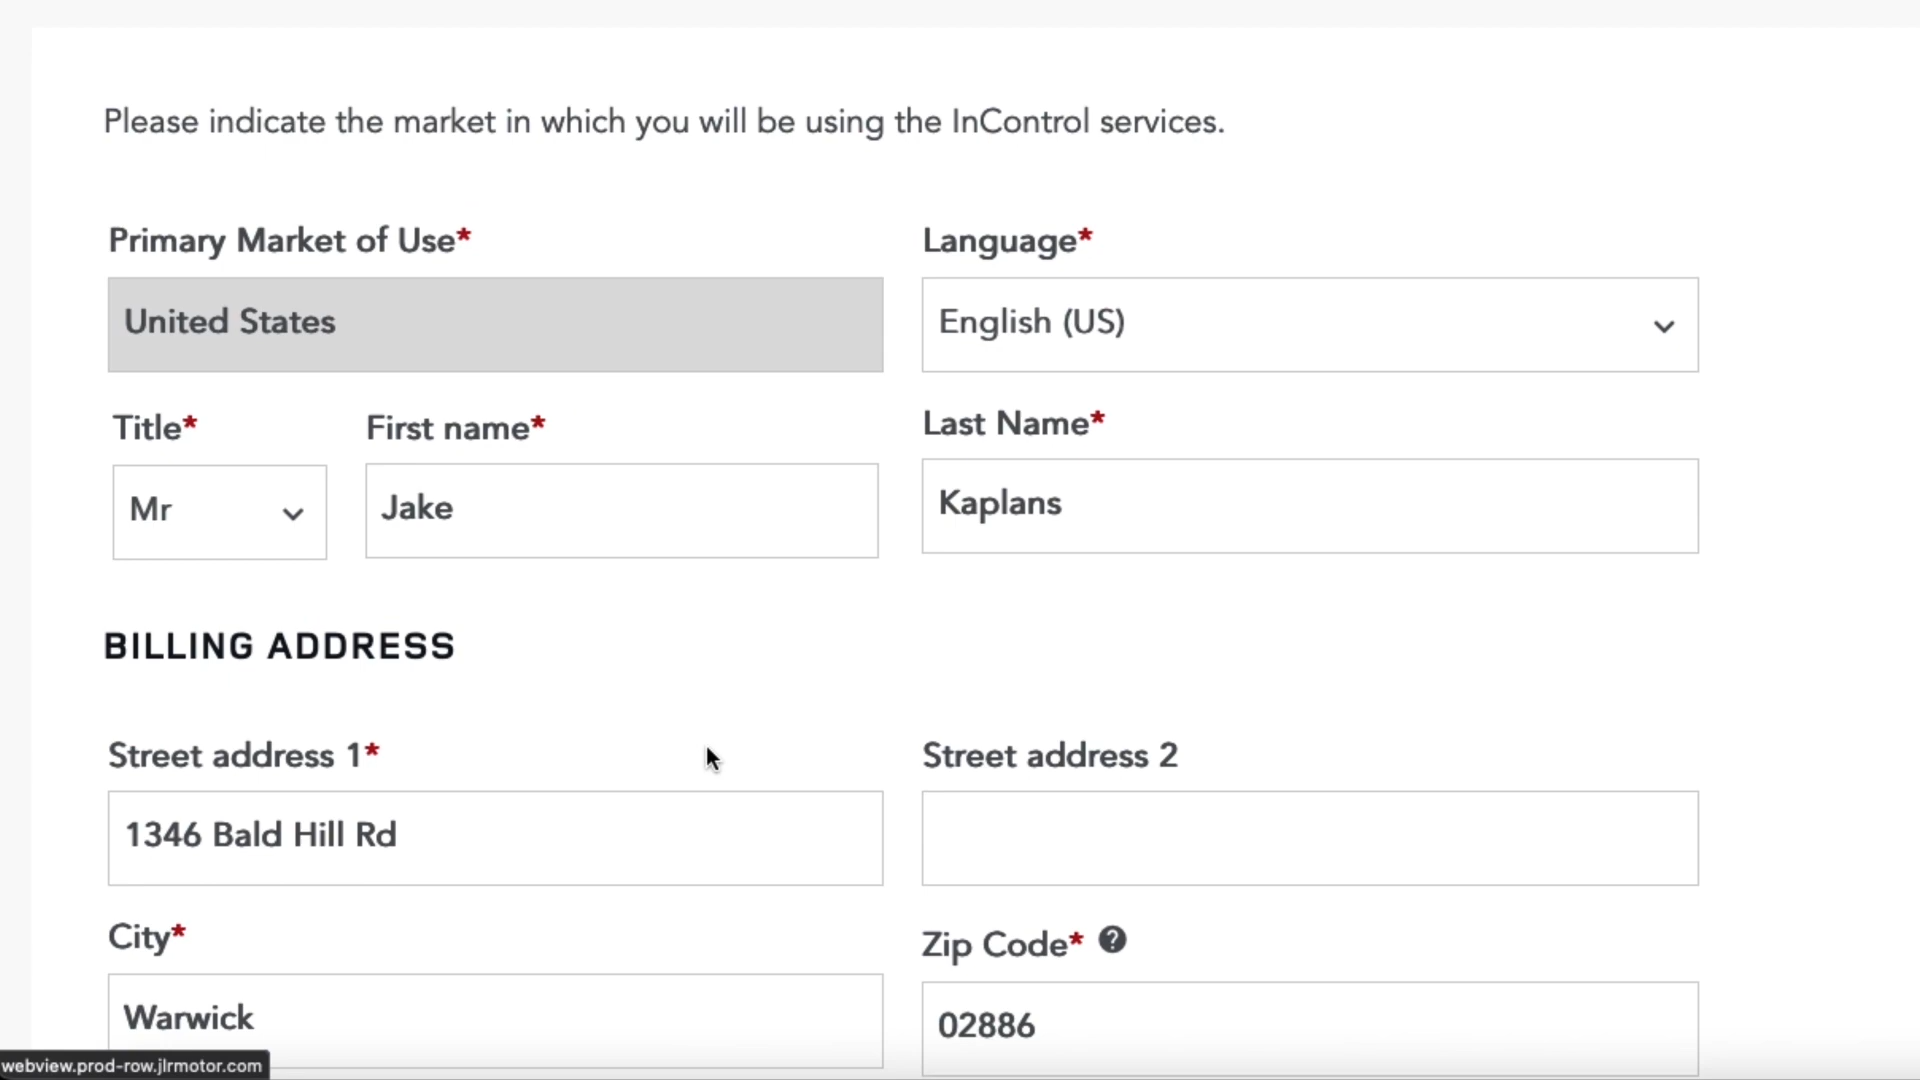 Please indicate the market in which you will be using the InControl services.
Primary Market of Use*
Language*
United States
English (US)
Title*
First name*
Last Name*
Mr
Jake
Kaplans
BILLING ADDRESS
Street address 1*
Street address 2
1346 Bald Hill Rd
City*
Zip Code* ?
Warwick
02886
webview.prod-row.jlrmotor.com